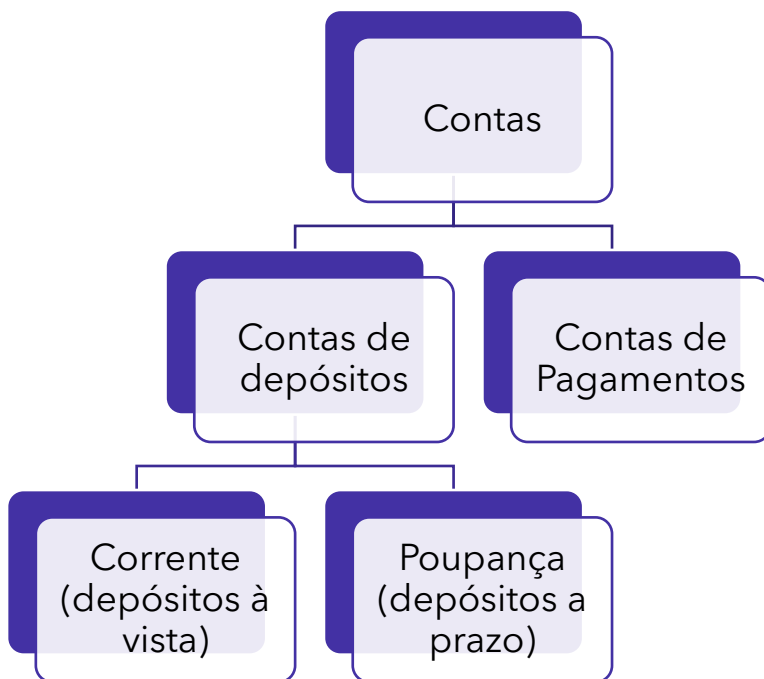 Contas
Contas de
depósitos
Contas de
Pagamentos
Corrente
(depósitos à
vista)
Poupança
(depósitos a
prazo)